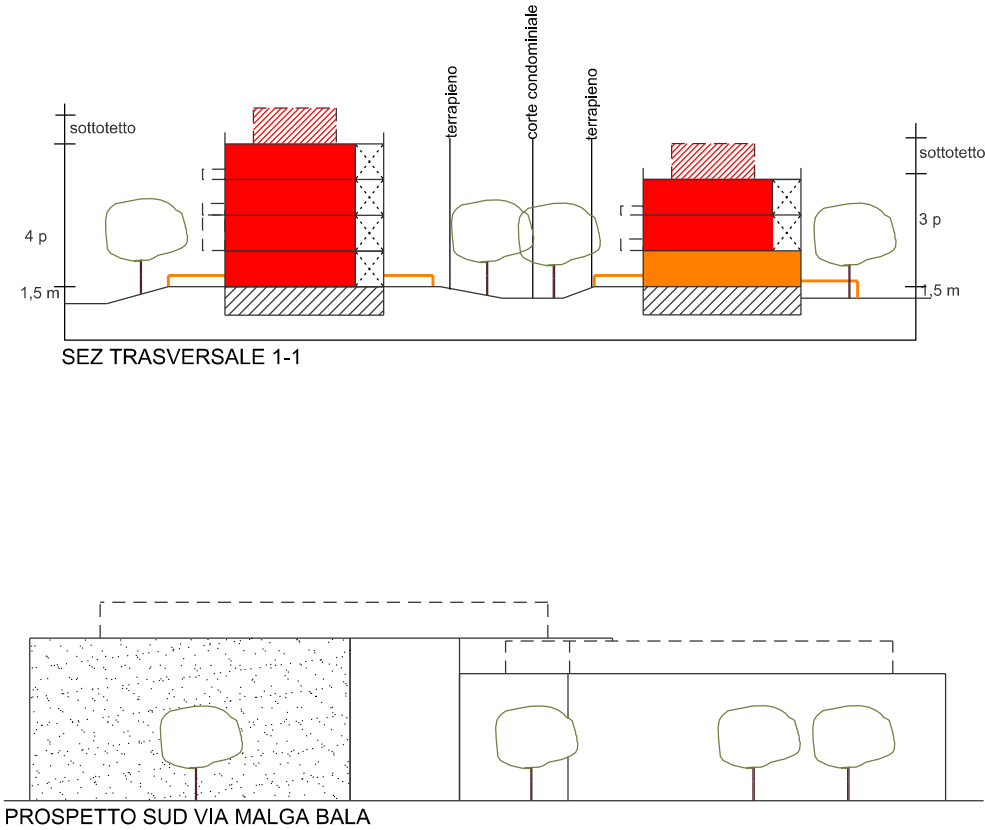 corte condominiale
terrapieno
terrapieno
sottotetto
sottotetto
4 p
3 p
1,5 m
1,5 m
SEZ TRASVERSALE 1-1
PROSPETTO SUD VIA MALGA BALA